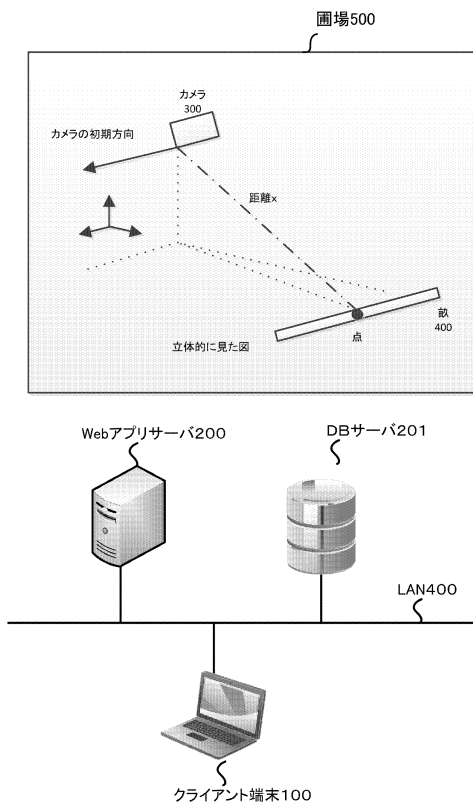 圃場500
カメラ
300
カメラの初期方向
距離x
立体的に見た図
点
畝
400
Webアプリサーバ200
DBサーバ201
LAN400
クライアント端末100